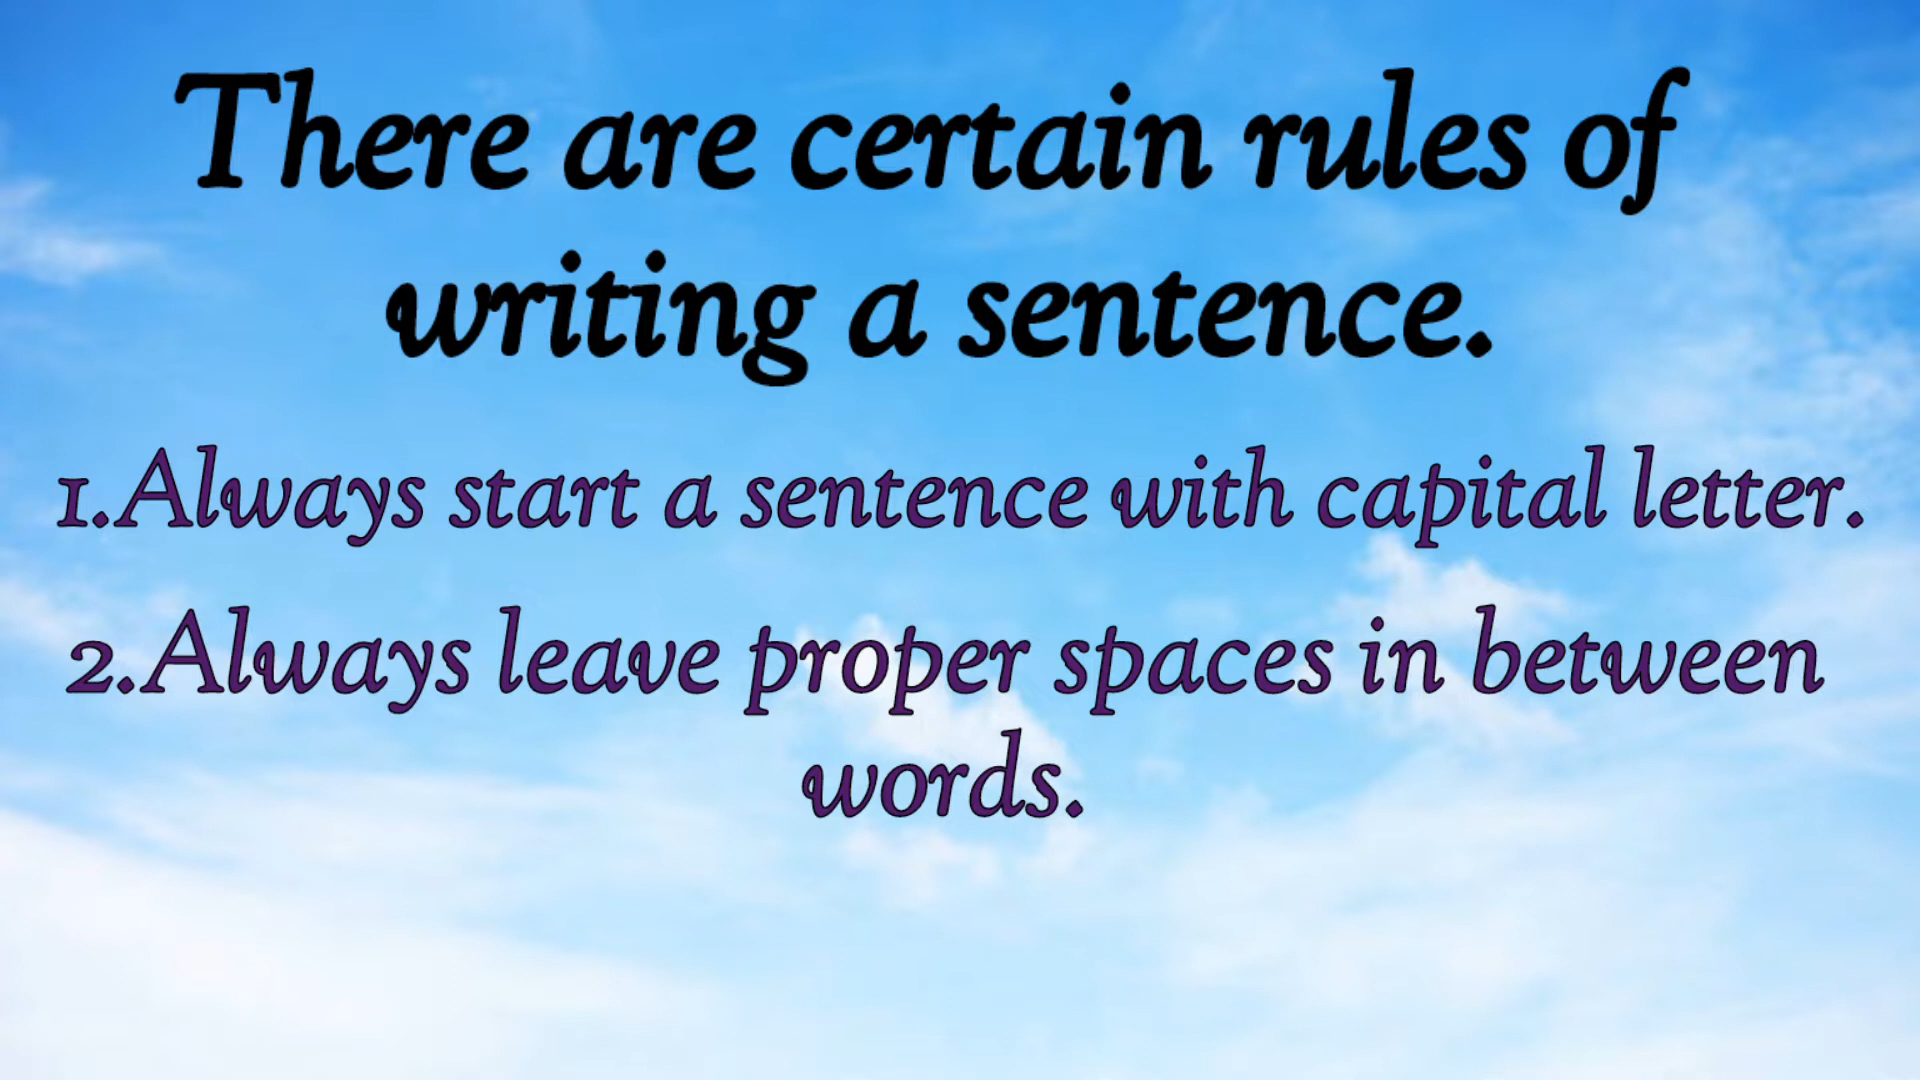 There are certain rules of
writing a sentence.
1.Always start a sentence with capital letter.
2.Always leave proper spaces in between
words.